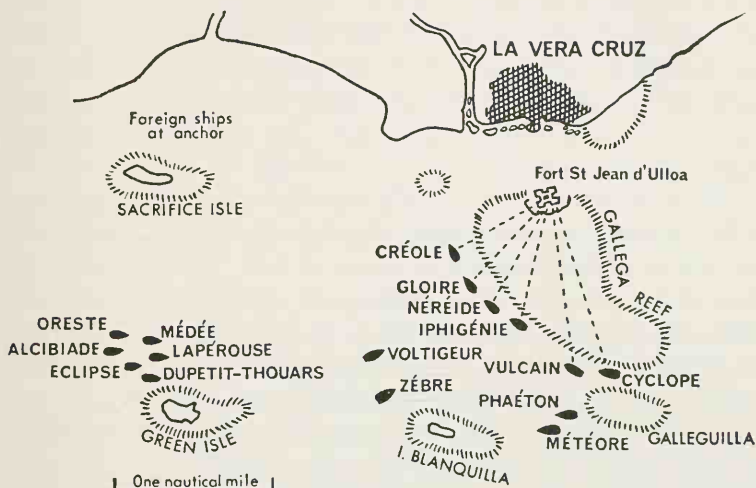 LA VERA CRUZ
Foreign ships
at anchor
Fort St Jean d'Ulloa
SACRIFICE ISLE
GALLEGA
REEF
CRÉOLE
GLOIRE
NÉRÉIDE
IPHIGÉNIE
ORESTE
MÉDÉE
ALCIBIADE
LAPÉROUSE
ECLIPSE
DUPETIT-THOUARS
VOLTIGEUR
VULCAIN
CYCLOPE
ZÈBRE
PHAÉTON
GREEN ISLE
MÉTÉORE
GALLEGUILLA
I. BLANQUILLA
One nautical mile